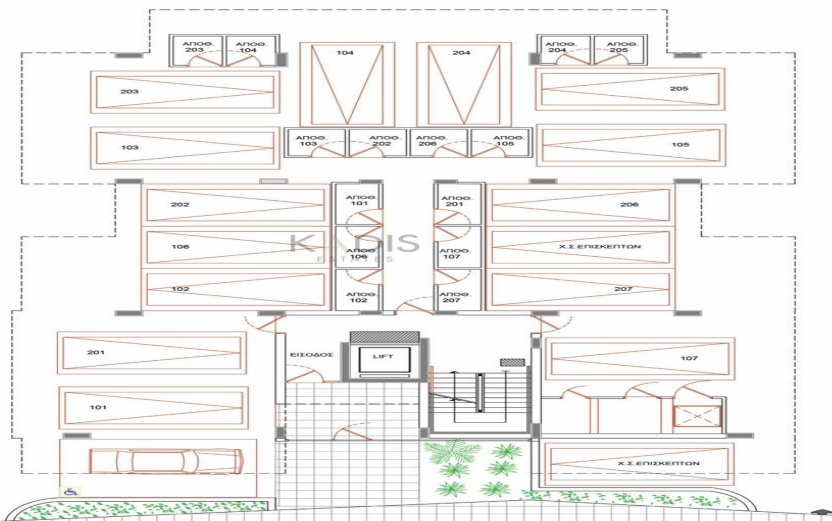 ΑΠΟΘ. 203
ΑΠΟΘ. 104
104
204
ΑΠΟΘ. 204
ΑΠΟΘ. 205
203
205
103
ΑΠΟΘ. 103
ΑΠΟΘ. 202
ΑΠΟΘ. 206
ΑΠΟΘ. 105
105
202
ΑΠΟΘ. 101
ΑΠΟΘ. 201
206
106
KADIS
ESTATES
ΑΠΟΘ. 106
ΑΠΟΘ. 107
Χ.Σ.ΕΠΙΣΚΕΠΤΩΝ
102
ΑΠΟΘ. 102
ΑΠΟΘ. 207
207
201
ΕΙΣΟΔΟΣ
LIFT
107
101
Χ.Σ.ΕΠΙΣΚΕΠΤΩΝ